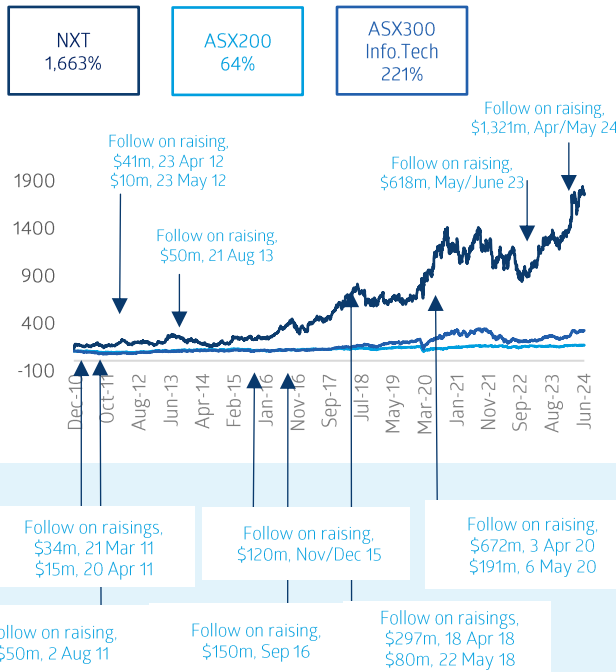 NXT
1,663%
ASX200
64%
ASX300
Info.Tech
221%
Follow on raising,
$1,321m, Apr/May 24
Follow on raising,
$41m, 23 Apr 12
$10m, 23 May 12
Follow on raising,
$618m, May/June 23
Follow on raising,
$50m, 21 Aug 13
1900
1400
900
400
-100
Dec-10
Oct-11
Aug-12
Jun-13
Apr-14
Feb-15
Jan-16
Nov-16
Sep-17
Jul-18
May-19
Mar-20
Jan-21
Nov-21
Sep-22
Aug-23
Jun-24
Follow on raisings,
$34m, 21 Mar 11
$15m, 20 Apr 11
Follow on raising,
$120m, Nov/Dec 15
Follow on raising,
$672m, 3 Apr 20
$191m, 6 May 20
ollow on raising,
$50m, 2 Aug 11
Follow on raising,
$150m, Sep 16
Follow on raisings,
$297m, 18 Apr 18
$80m, 22 May 18